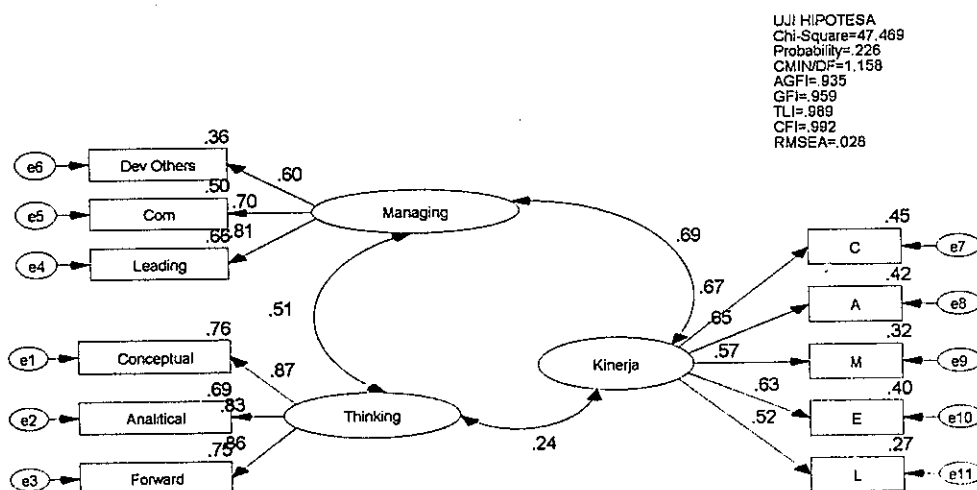 UJI HIPOTESA
Chi-Square=47.469
Probability=.226
CMIN/DF=1.158
AGFI=.935
GFI=.959
TLI=.989
CFI=.992
RMSEA=.028
.36
e6
Dev Others
.60
.50
e5
Com
.70
Managing
.66
.81
e4
Leading
.69
.45
C
e7
.67
.42
A
e8
.65
.51
.32
M
e9
.57
Kinerja
.76
e1
Conceptual
.87
.40
E
e10
.63
.69
e2
Analitical
.83
Thinking
.27
L
e11
.52
.24
.75
.86
e3
Forward